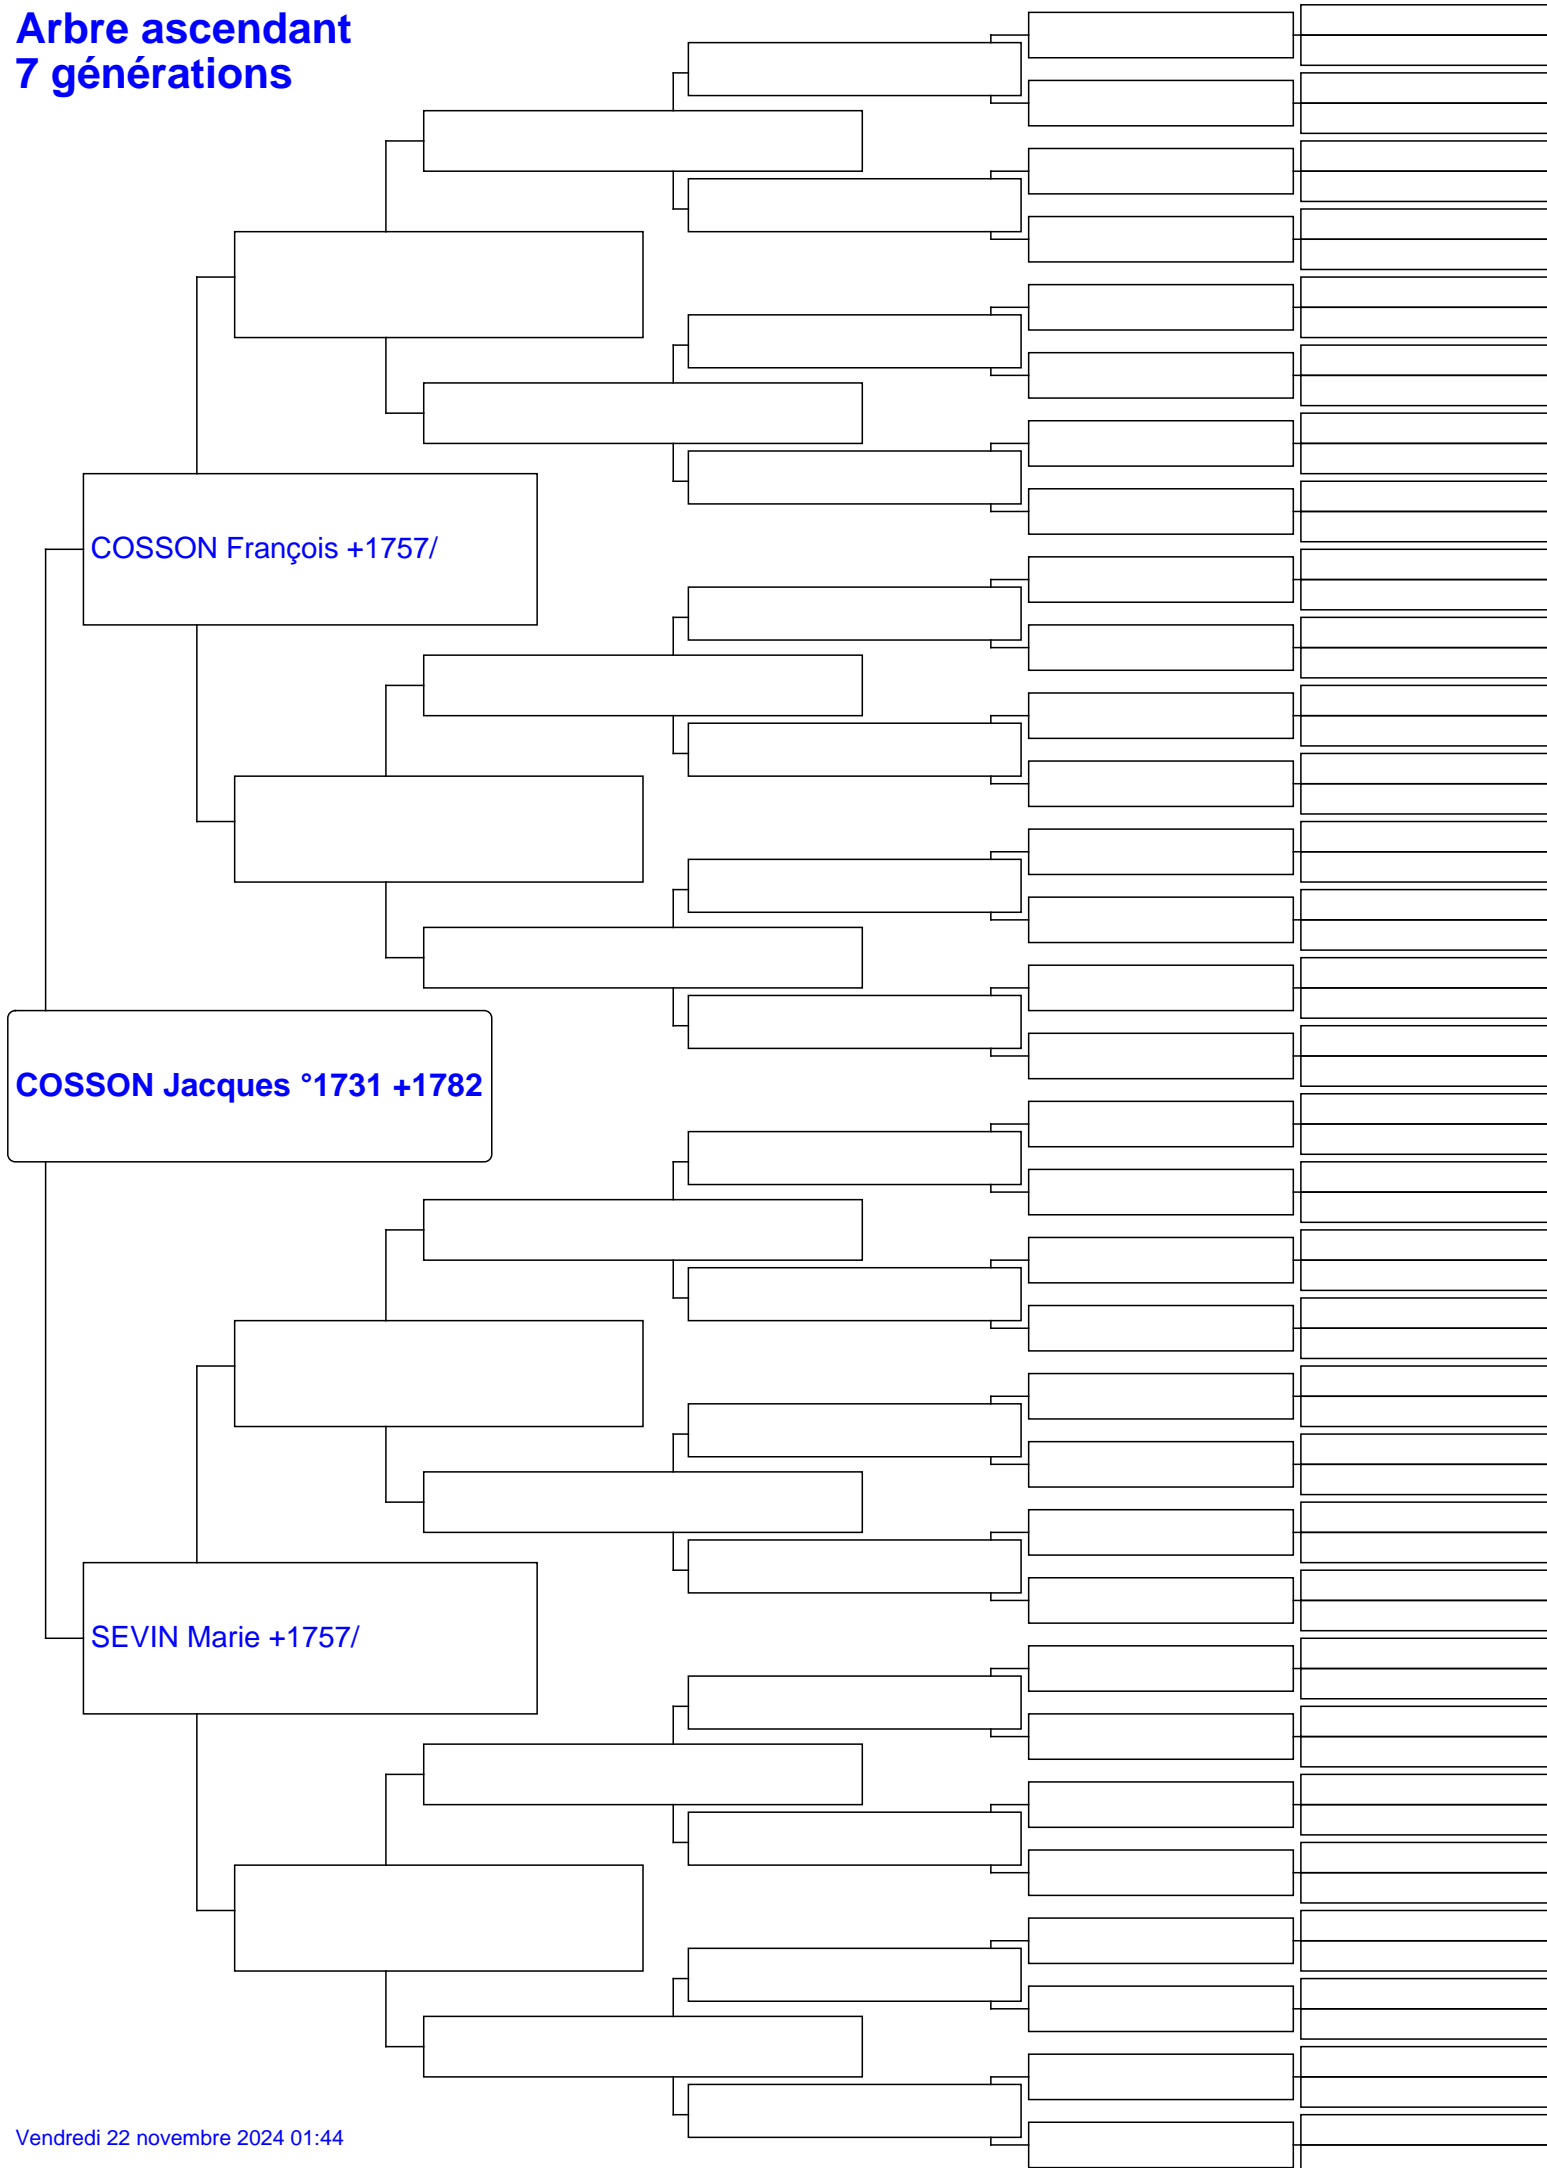 Arbre ascendant
7 générations
COSSON François +1757/
COSSON Jacques °1731 +1782
SEVIN Marie +1757/
Vendredi 22 novembre 2024 01:44